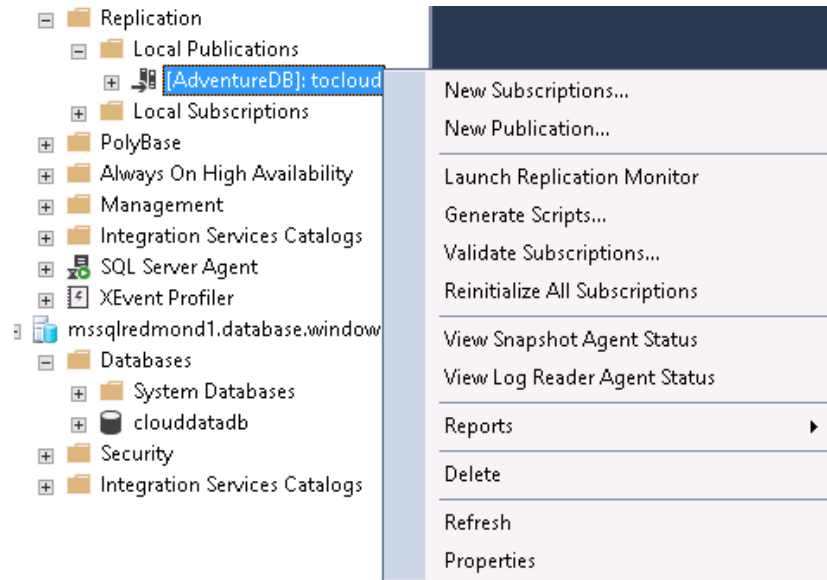 Replication
Local Publications
[AdventureDB]: tocloud
Local Subscriptions
PolyBase
Always On High Availability
Management
Integration Services Catalogs
SQL Server Agent
XEvent Profiler
mssqlredmond1.database.window
Databases
System Databases
clouddatadb
Security
Integration Services Catalogs
New Subscriptions...
New Publication...
Launch Replication Monitor
Generate Scripts...
Validate Subscriptions...
Reinitialize All Subscriptions
View Snapshot Agent Status
View Log Reader Agent Status
Reports
Delete
Refresh
Properties